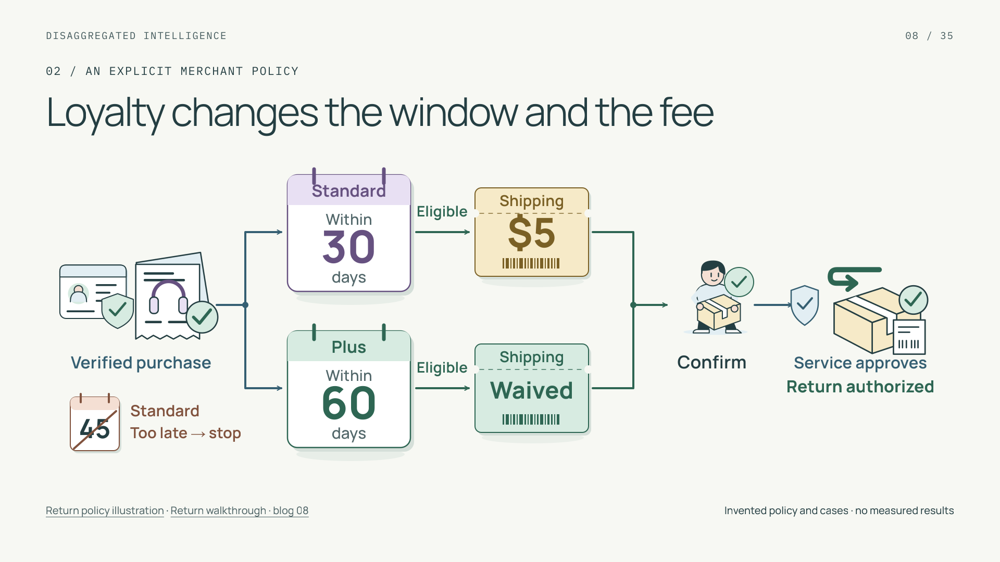 DISAGGREGATED INTELLIGENCE
08 / 35
02 / AN EXPLICIT MERCHANT POLICY
Loyalty changes the window and the fee
Standard
Within
30
days
Eligible
Shipping
$5
Verified purchase
Plus
Within
60
days
Eligible
Shipping
Waived
Confirm
Service approves
Return authorized
45
Standard
Too late → stop
Return policy illustration · Return walkthrough · blog 08
Invented policy and cases · no measured results